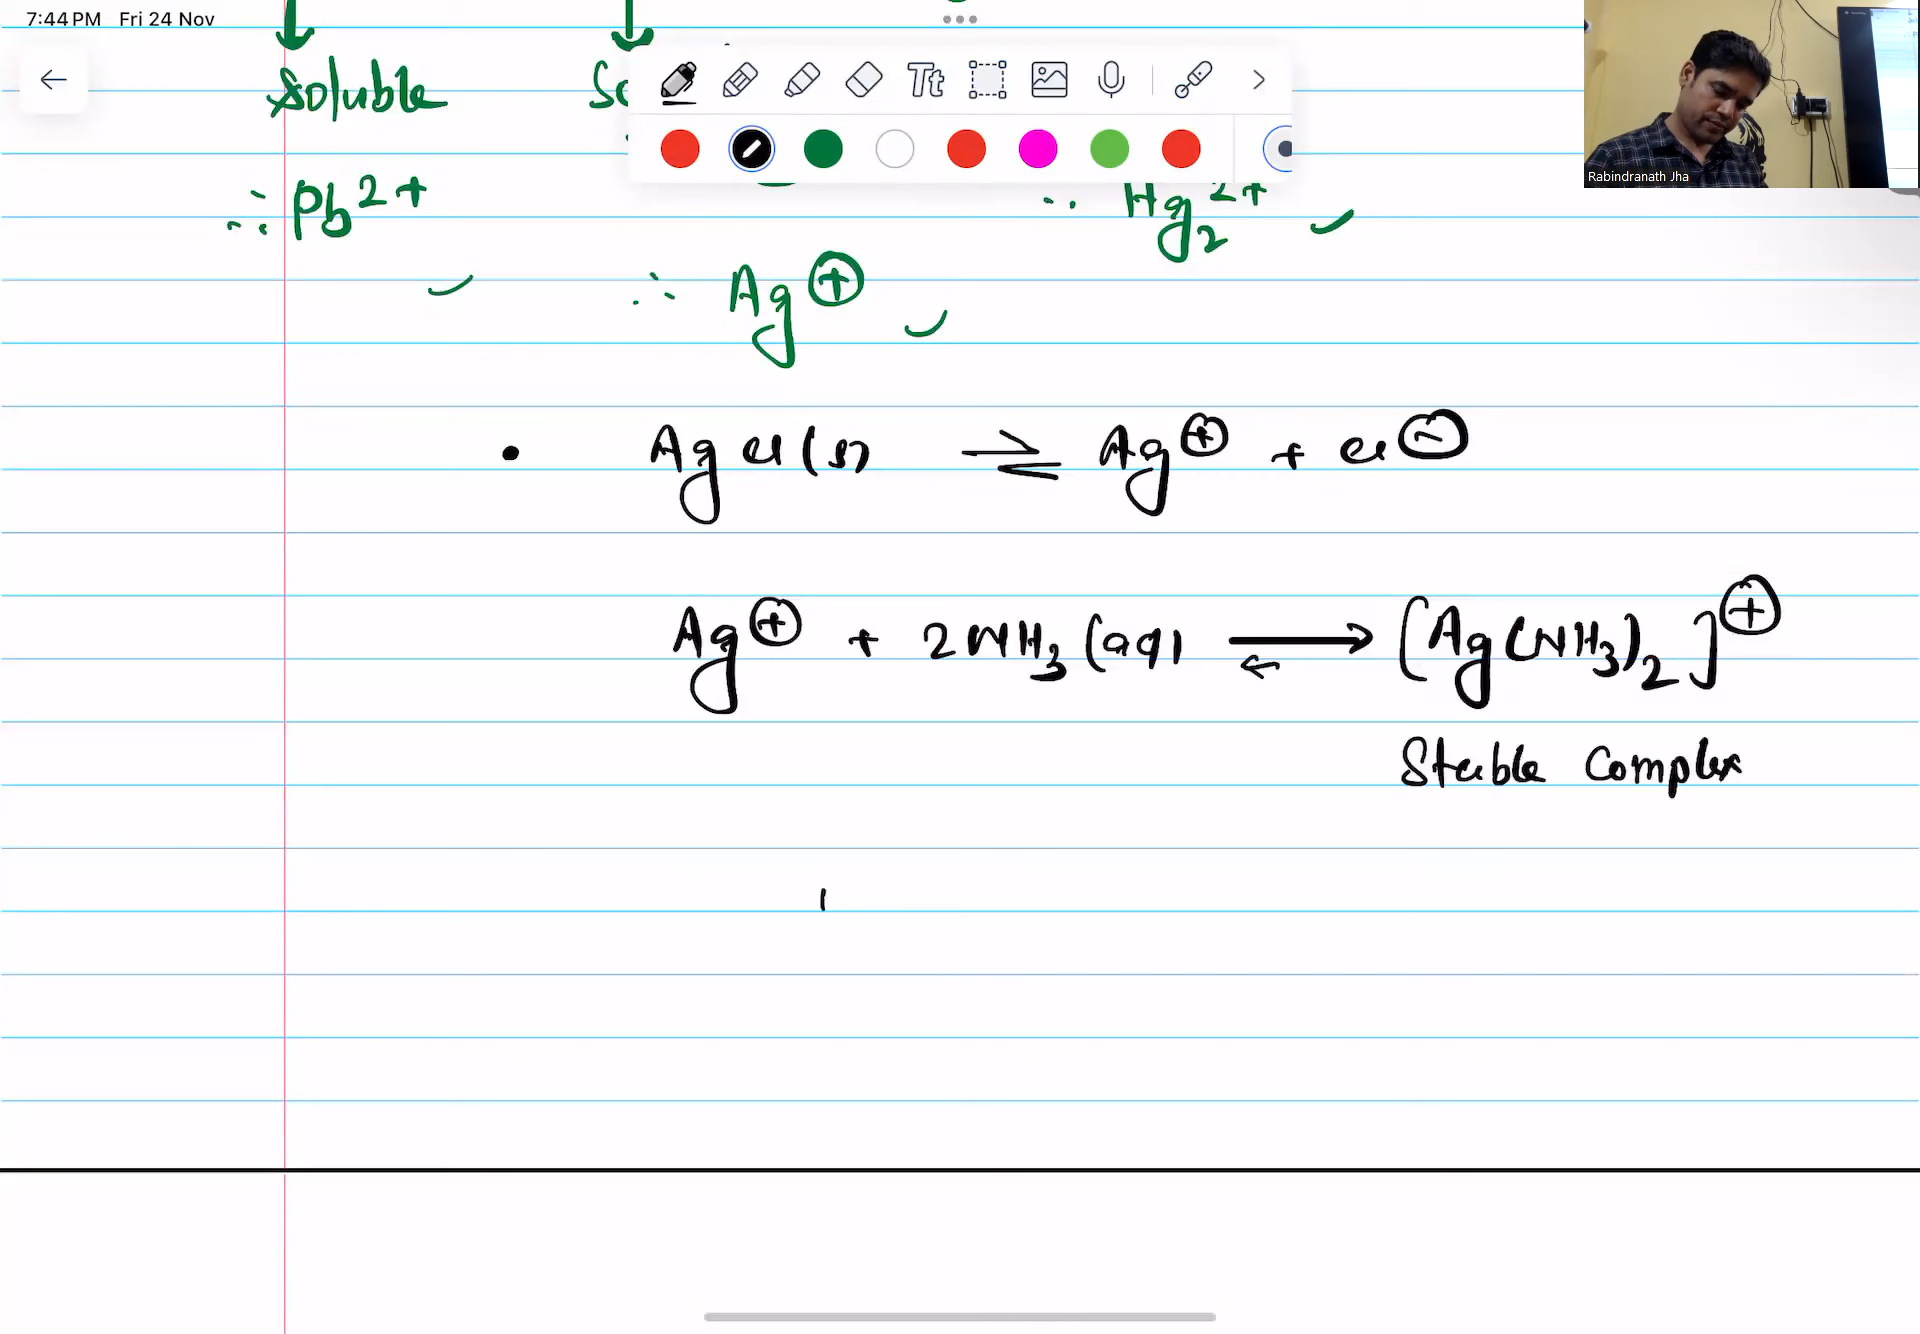 7:44 PM Fri 24 Nov
Tt
Rabindranath Jha
soluble
∴ Pb²⁺
∴ Hg₂²⁺ ✓
∴ Ag⊕
• AgCl(s) ⇌ Ag⊕ + Cl⊖
Ag⊕ + 2NH₃(aq) ⇌ [Ag(NH₃)₂]⊕
Stable Complex